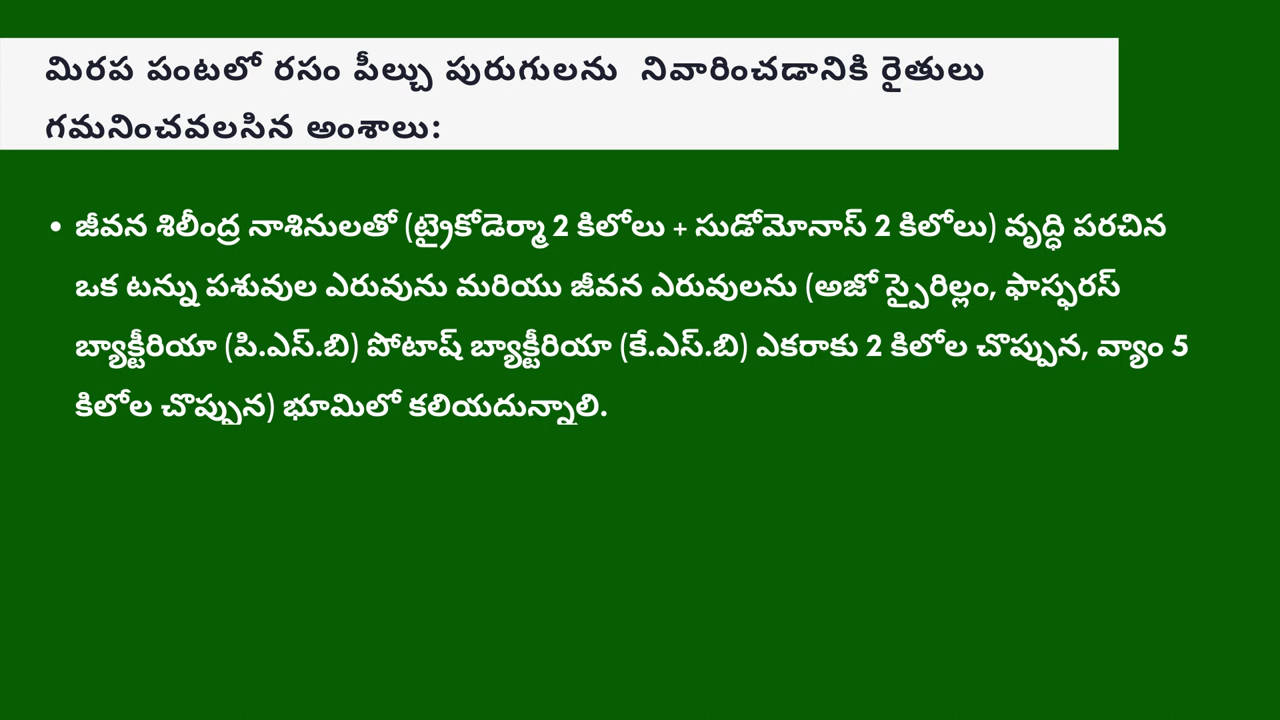 మిరప పంటలో రసం పీల్చు పురుగులను నివారించడానికి రైతులు
గమనించవలసిన అంశాలు:
• జీవన శిలీంద్ర నాశినులతో (ట్రైకోడెర్మా 2 కిలోలు + సుడోమోనాస్ 2 కిలోలు) వృద్ధి పరచిన
ఒక టన్ను పశువుల ఎరువును మరియు జీవన ఎరువులను (అజోస్పైరిల్లం, ఫాస్ఫరస్
బ్యాక్టీరియా (పి.ఎస్.బి) పోటాష్ బ్యాక్టీరియా (కే.ఎస్.బి) ఎకరాకు 2 కిలోల చొప్పున, వ్యాం 5
కిలోల చొప్పున) భూమిలో కలియదున్నాలి.